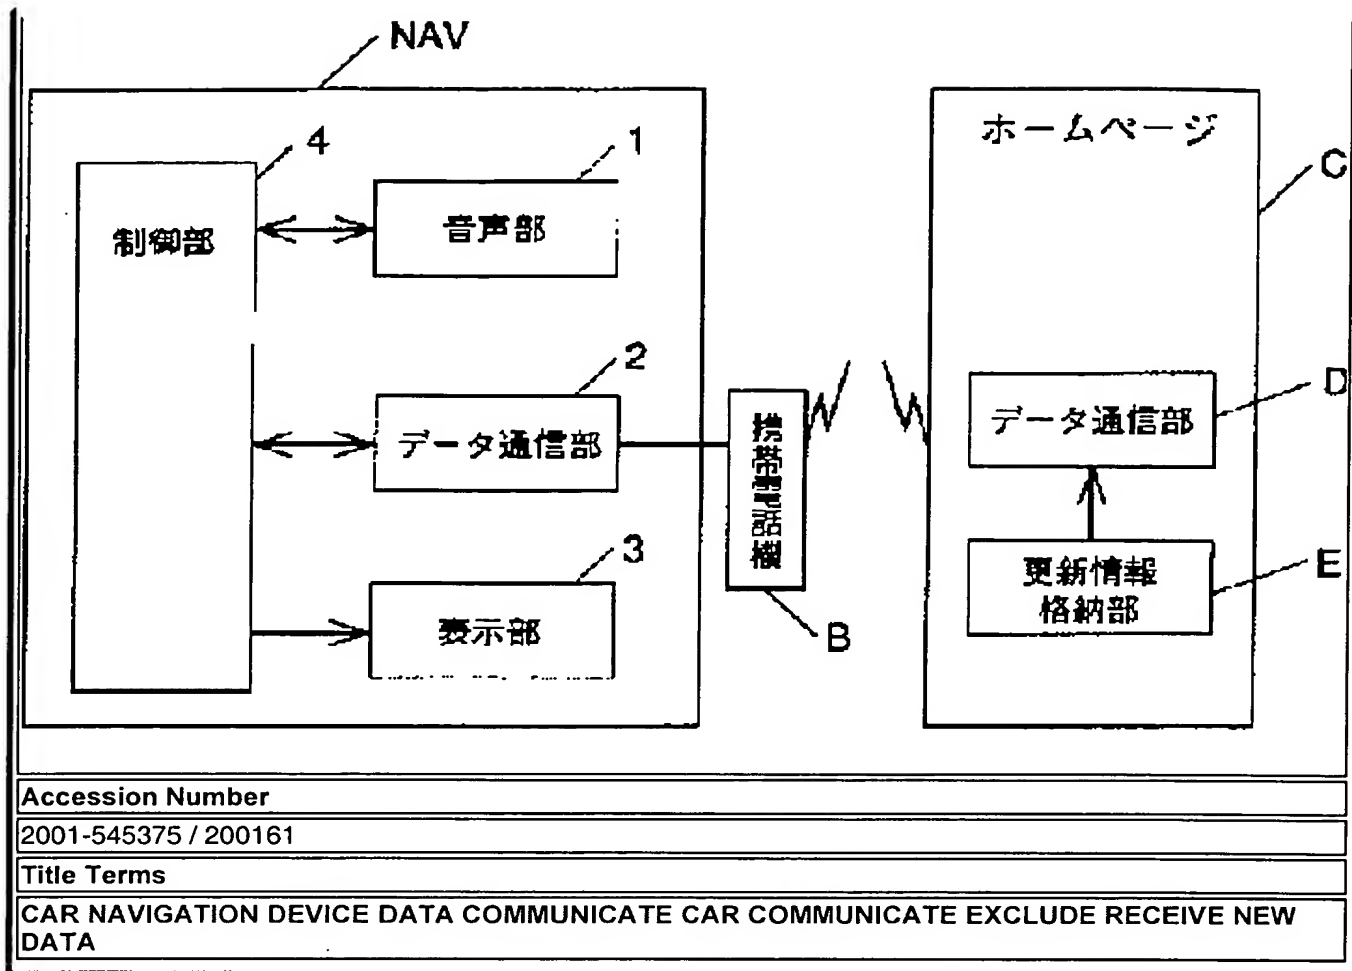 NAV
ホームページ
4
1
C
制御部
音声部
2
D
データ通信部
データ通信部
携帯電話機
3
E
更新情報
格納部
表示部
B
Accession Number
2001-545375 / 200161
Title Terms
CAR NAVIGATION DEVICE DATA COMMUNICATE CAR COMMUNICATE EXCLUDE RECEIVE NEW
DATA